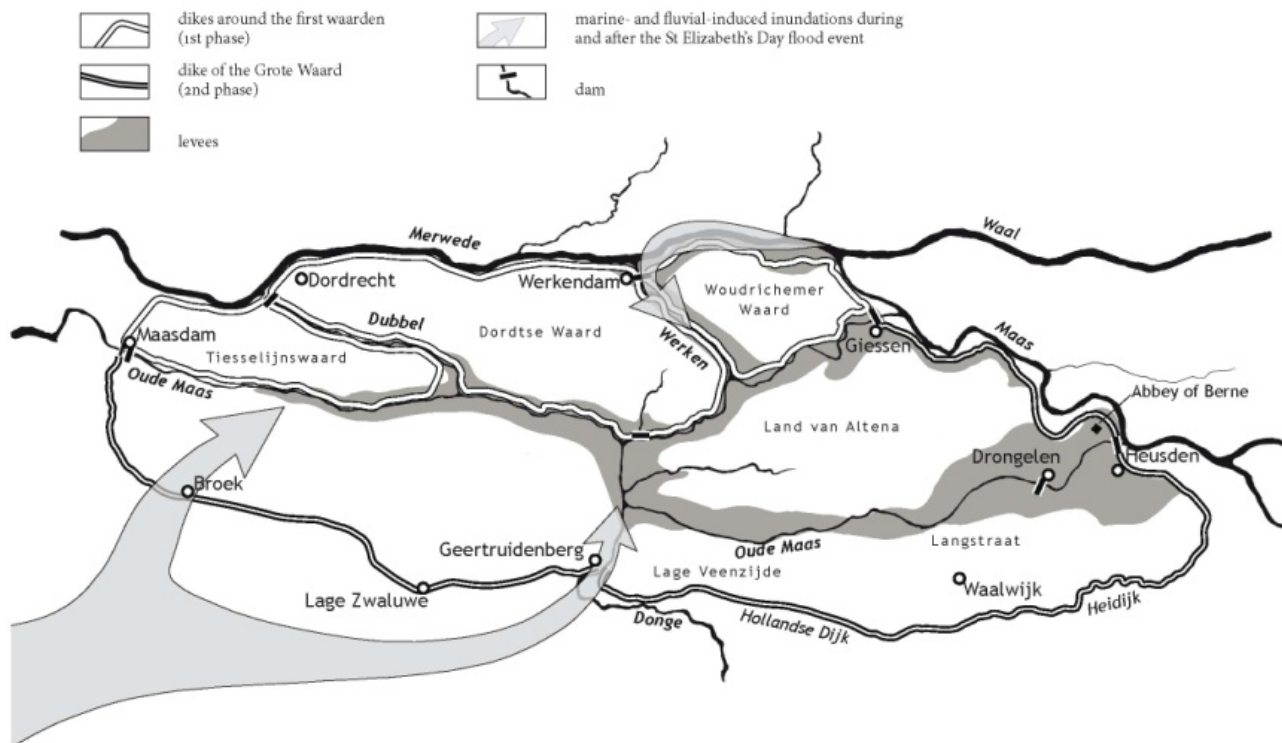 dikes around the first waarden
(1st phase)
dike of the Grote Waard
(2nd phase)
levees
marine- and fluvial-induced inundations during
and after the St Elizabeth's Day flood event
dam
Merwede
Waal
Dordrecht
Werkendam
Woudrichemer
Waard
Dubbel
Dordtse Waard
Maasdam
Tiesselijnswaard
Werken
Giessen
Maas
Oude Maas
Abbey of Berne
Land van Altena
Drongelen
Heusden
Broek
Geertruidenberg
Oude Maas
Langstraat
Lage Veenzijde
Waalwijk
Lage Zwaluwe
Heidijk
Donge
Hollandse Dijk